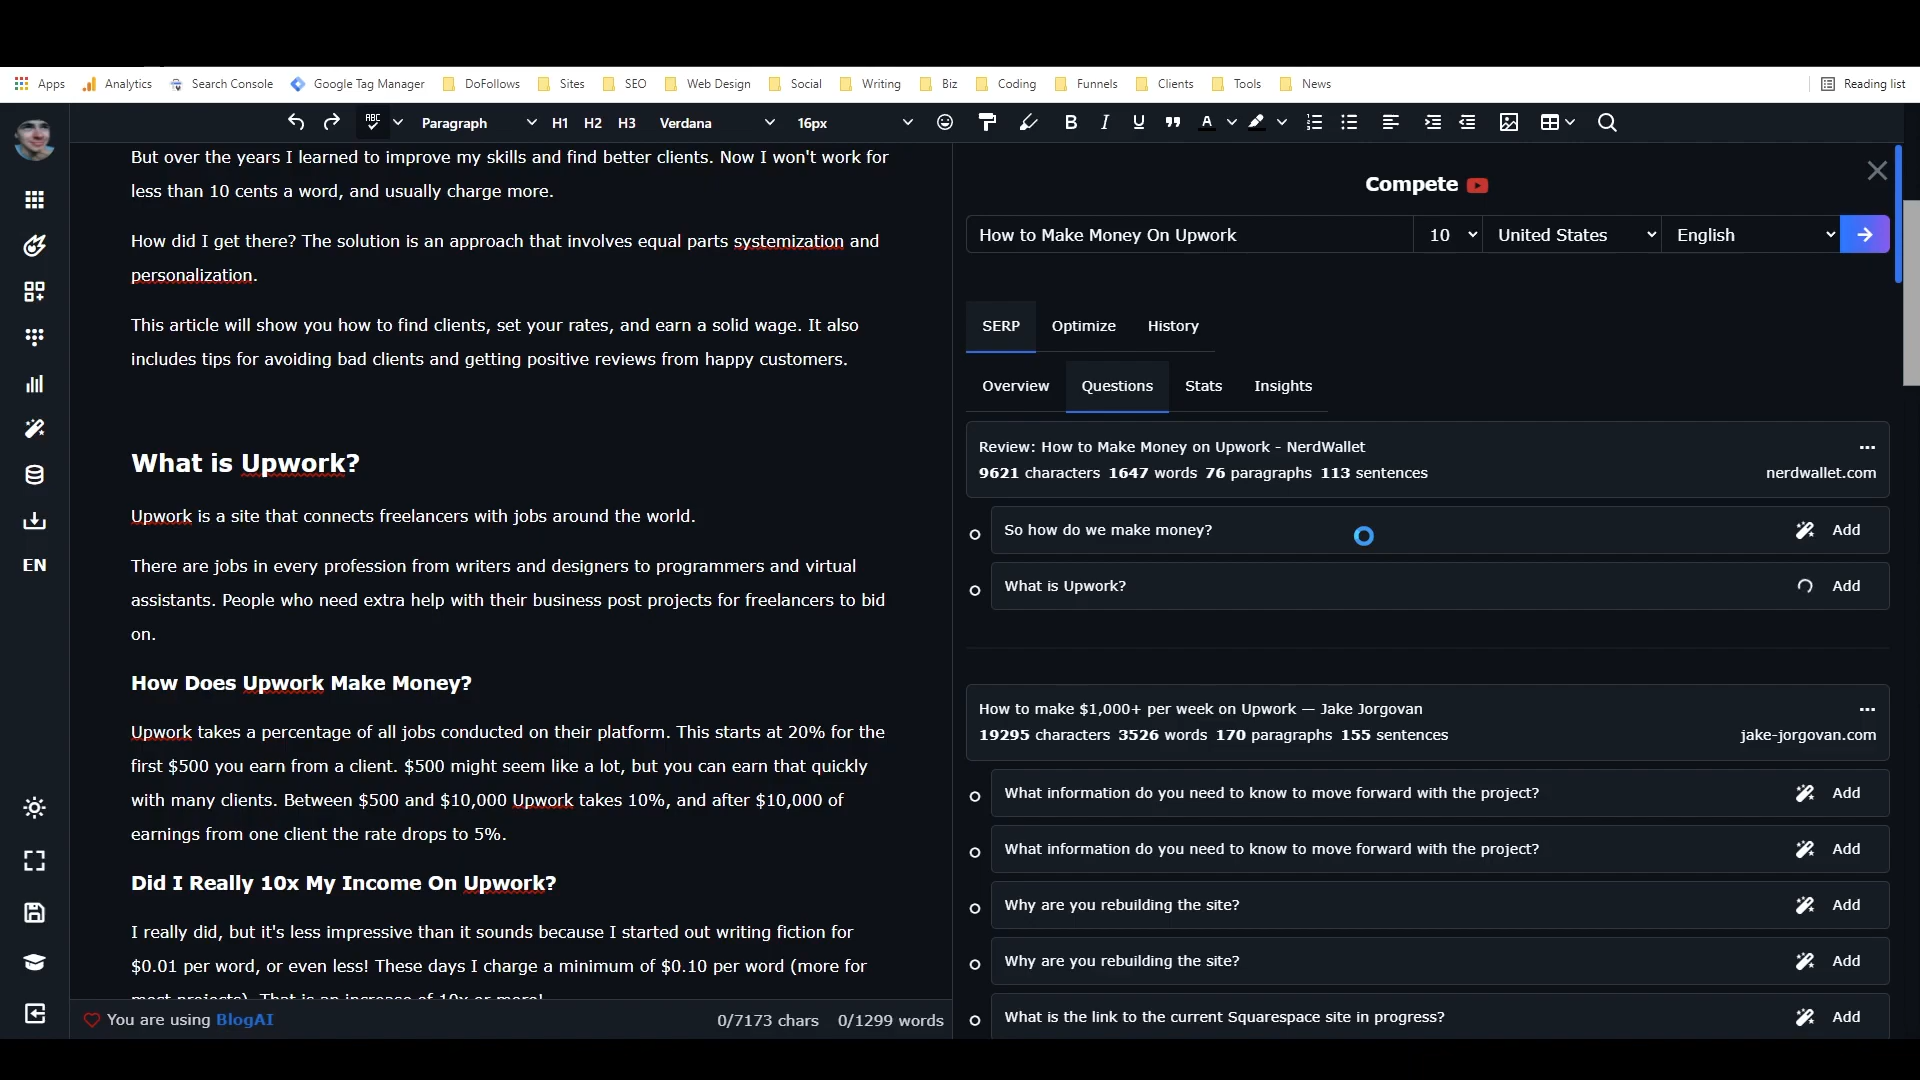 Apps Analytics Search Console Google Tag Manager DoFollows Sites SEO Web Design Social Writing Biz Coding Funnels Clients Tools News Reading list
ABC Paragraph H1 H2 H3 Verdana 16px B I U A
But over the years I learned to improve my skills and find better clients. Now I won't work for
less than 10 cents a word, and usually charge more.
How did I get there? The solution is an approach that involves equal parts systemization and
personalization.
This article will show you how to find clients, set your rates, and earn a solid wage. It also
includes tips for avoiding bad clients and getting positive reviews from happy customers.
What is Upwork?
Upwork is a site that connects freelancers with jobs around the world.
There are jobs in every profession from writers and designers to programmers and virtual
assistants. People who need extra help with their business post projects for freelancers to bid
on.
How Does Upwork Make Money?
Upwork takes a percentage of all jobs conducted on their platform. This starts at 20% for the
first $500 you earn from a client. $500 might seem like a lot, but you can earn that quickly
with many clients. Between $500 and $10,000 Upwork takes 10%, and after $10,000 of
earnings from one client the rate drops to 5%.
Did I Really 10x My Income On Upwork?
I really did, but it's less impressive than it sounds because I started out writing fiction for
$0.01 per word, or even less! These days I charge a minimum of $0.10 per word (more for
most projects). That is an increase of 10x or more!
EN
You are using BlogAI
0/7173 chars 0/1299 words
Compete
How to Make Money On Upwork 10 United States English
SERP Optimize History
Overview Questions Stats Insights
Review: How to Make Money on Upwork - NerdWallet
9621 characters 1647 words 76 paragraphs 113 sentences nerdwallet.com
So how do we make money? Add
What is Upwork? Add
How to make $1,000+ per week on Upwork — Jake Jorgovan
19295 characters 3526 words 170 paragraphs 155 sentences jake-jorgovan.com
What information do you need to know to move forward with the project? Add
What information do you need to know to move forward with the project? Add
Why are you rebuilding the site? Add
Why are you rebuilding the site? Add
What is the link to the current Squarespace site in progress? Add